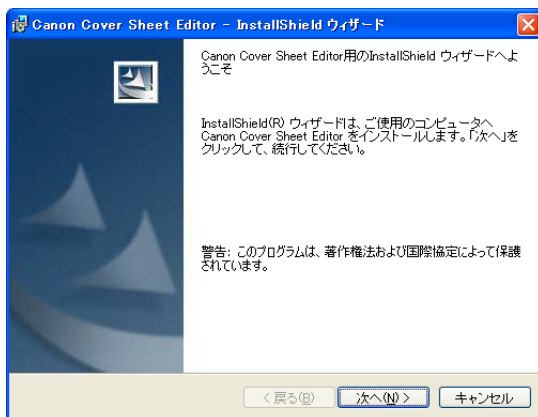 Canon Cover Sheet Editor - InstallShield ウィザード
Canon Cover Sheet Editor用のInstallShield ウィザードへよ
うこそ
InstallShield(R) ウィザードは、ご使用のコンピュータへ
Canon Cover Sheet Editor をインストールします。「次へ」を
クリックして、続行してください。
警告: このプログラムは、著作権法および国際協定によって保護
されています。
< 戻る(B)
次へ(N) >
キャンセル